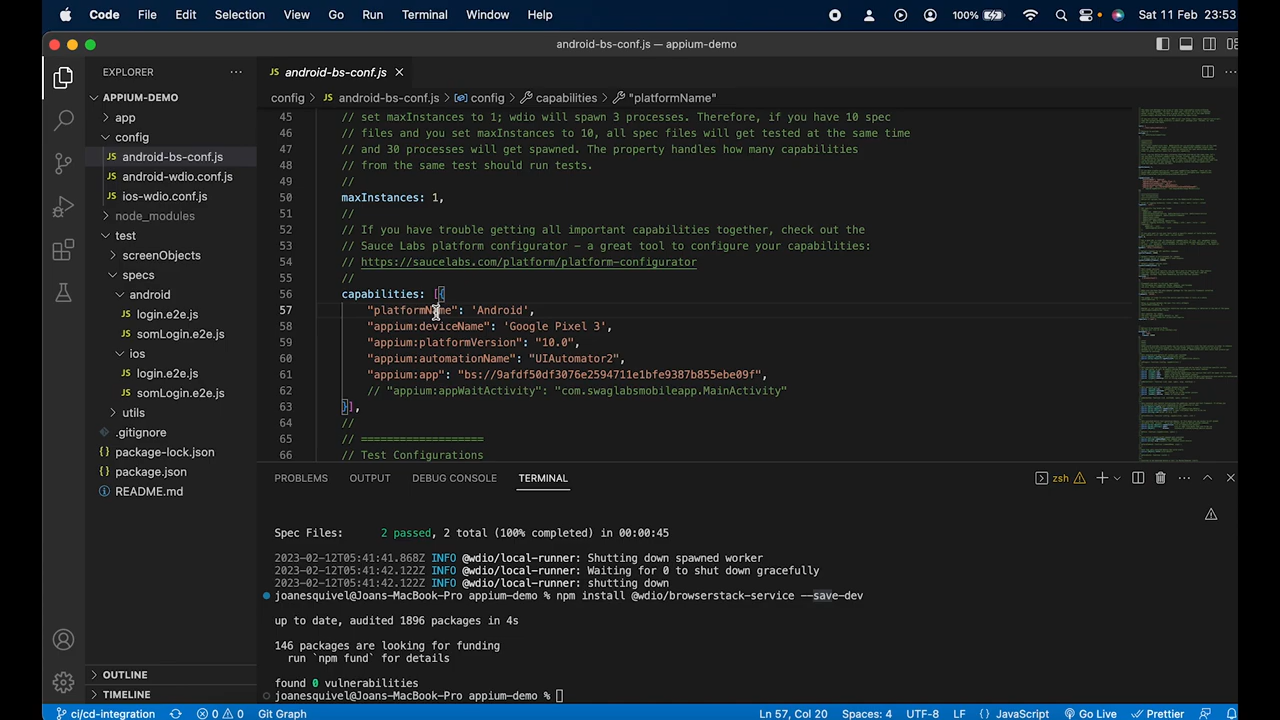 Code File Edit Selection View Go Run Terminal Window Help 100% Sat 11 Feb 23:53
android-bs-conf.js — appium-demo
EXPLORER
android-bs-conf.js
APPIUM-DEMO
config > android-bs-conf.js > config > capabilities > "platformName"
app
config
android-bs-conf.js
android-wdio.conf.js
ios-wdio.conf.js
node_modules
test
screenObjects
specs
android
login.e2e.js
somLogin.e2e.js
ios
login.e2e.js
somLogin.e2e.js
utils
.gitignore
package-lock.json
package.json
README.md
OUTLINE
TIMELINE
45 // set maxInstances to 1, wdio will spawn 3 processes. Therefore, if you have 10 spec
46 // files and you set maxInstances to 10, all spec files will get tested at the same time
47 // and 30 processes will get spawned. The property handles how many capabilities
48 // from the same test should run tests.
49 //
50 maxInstances: 1,
51 //
52 // If you have trouble getting all important capabilities together, check out the
53 // Sauce Labs platform configurator – a great tool to configure your capabilities:
54 // https://saucelabs.com/platform/platform-configurator
55 //
56 capabilities: [{
57 "platformName": 'Android',
58 "appium:deviceName": 'Google Pixel 3',
59 "appium:platformVersion": "10.0",
60 "appium:automationName": "UIAutomator2",
61 "appium:app": "bs://9afdf50df3076e2594711e1bfe9387b855ebe09f",
62 // "appium:appWaitActivity": "com.swaglabsmobileapp.MainActivity"
63 }],
64 //
65 // ===================
66 // Test Configurations
PROBLEMS OUTPUT DEBUG CONSOLE TERMINAL zsh
Spec Files: 2 passed, 2 total (100% completed) in 00:00:45
2023-02-12T05:41:41.868Z INFO @wdio/local-runner: Shutting down spawned worker
2023-02-12T05:41:42.122Z INFO @wdio/local-runner: Waiting for 0 to shut down gracefully
2023-02-12T05:41:42.122Z INFO @wdio/local-runner: shutting down
joanesquivel@Joans-MacBook-Pro appium-demo % npm install @wdio/browserstack-service --save-dev
up to date, audited 1896 packages in 4s
146 packages are looking for funding
run `npm fund` for details
found 0 vulnerabilities
joanesquivel@Joans-MacBook-Pro appium-demo %
ci/cd-integration 0 0 Git Graph Ln 57, Col 20 Spaces: 4 UTF-8 LF {} JavaScript Go Live Prettier